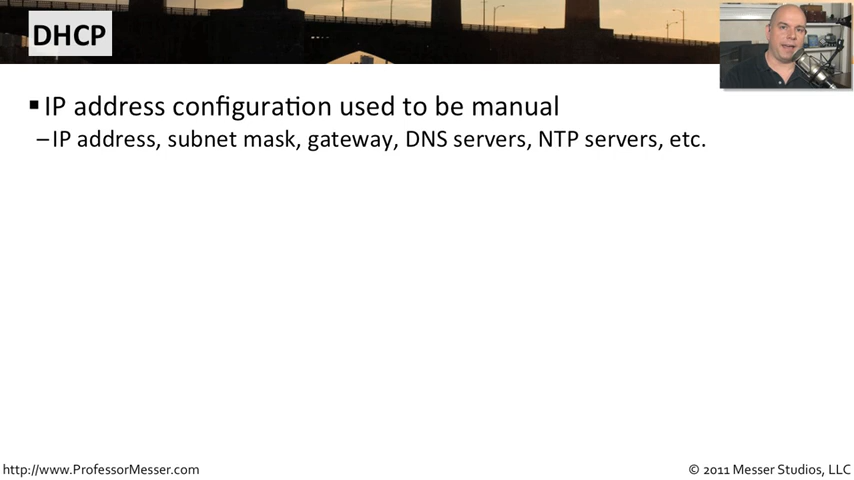 DHCP
▪ IP address configuration used to be manual
– IP address, subnet mask, gateway, DNS servers, NTP servers, etc.
http://www.ProfessorMesser.com
© 2011 Messer Studios, LLC